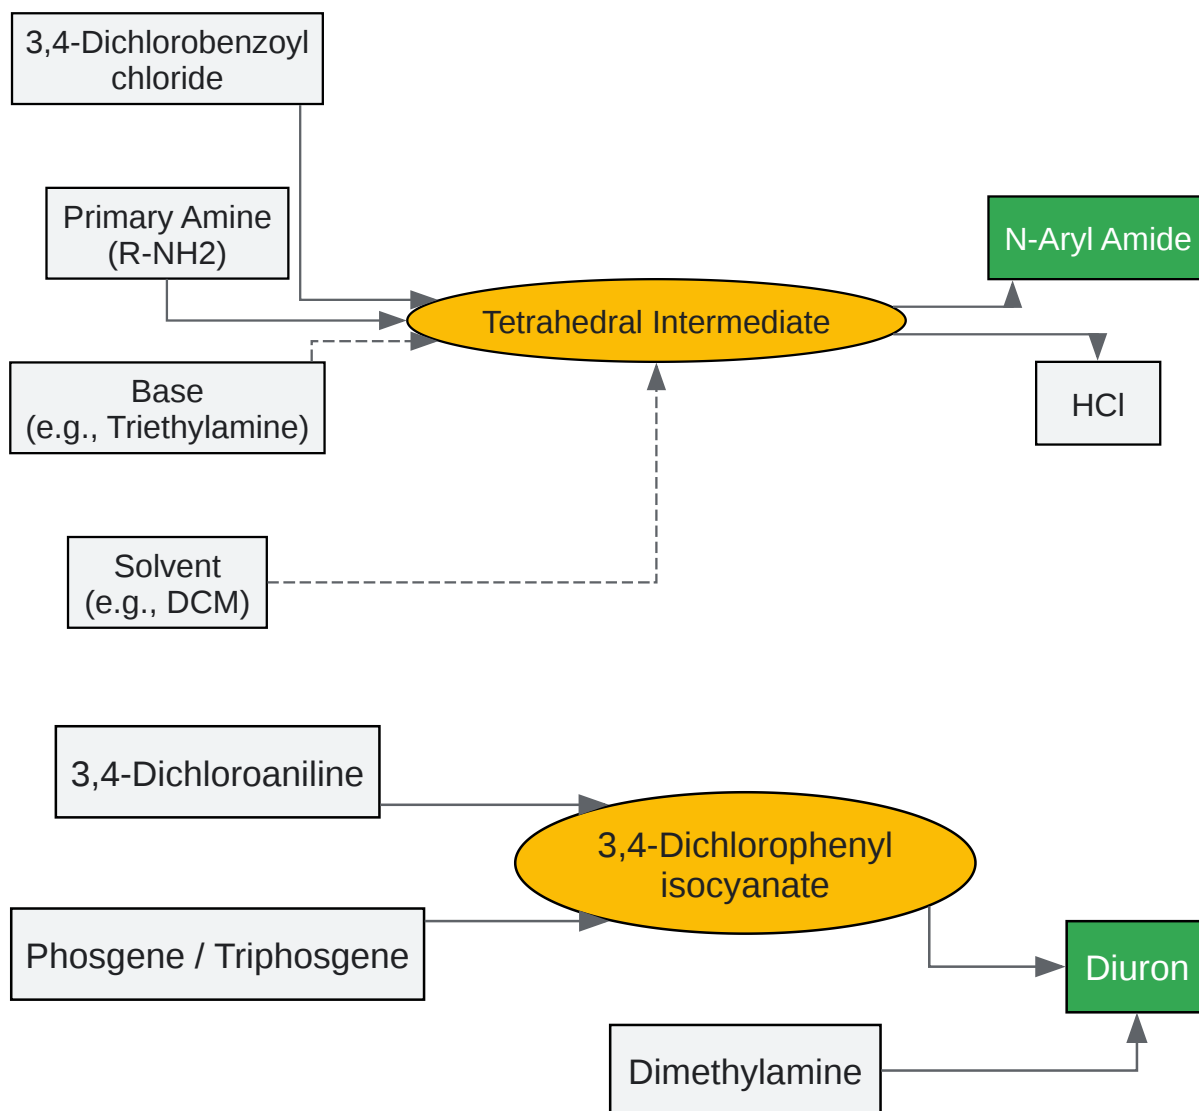 3,4-Dichlorobenzoyl
chloride
Primary Amine
(R-NH2)
N-Aryl Amide
Tetrahedral Intermediate
Base
(e.g., Triethylamine)
HCl
Solvent
(e.g., DCM)
3,4-Dichloroaniline
3,4-Dichlorophenyl
isocyanate
Phosgene / Triphosgene
Diuron
Dimethylamine